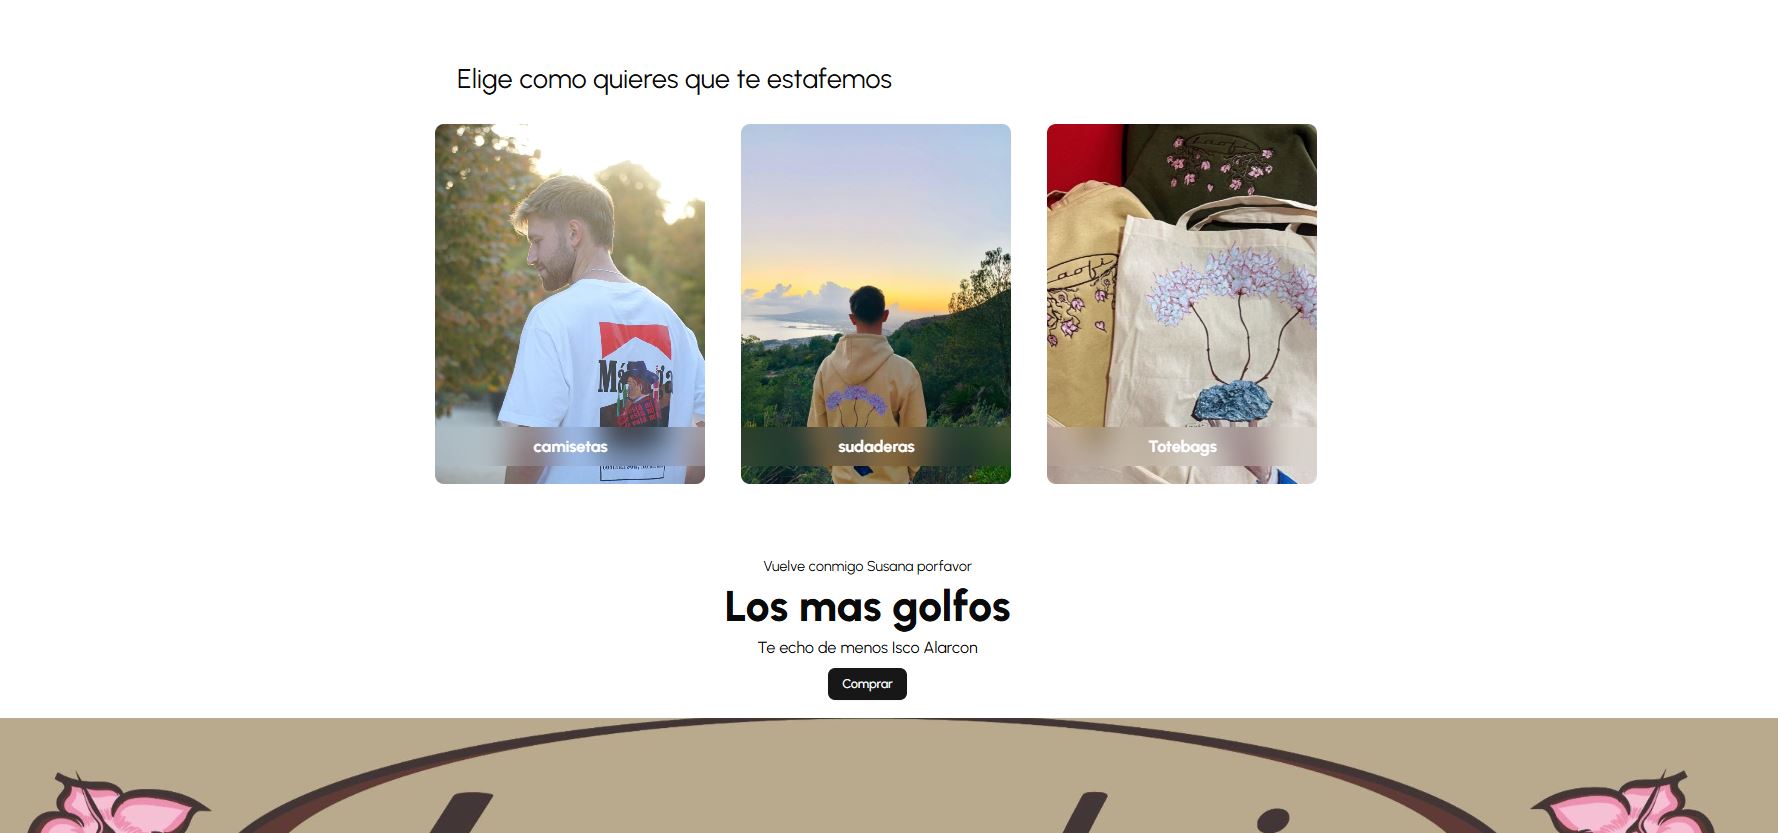 Elige como quieres que te estafemos
camisetas
sudaderas
Totebags
Vuelve conmigo Susana porfavor
Los mas golfos
Te echo de menos Isco Alarcon
Comprar